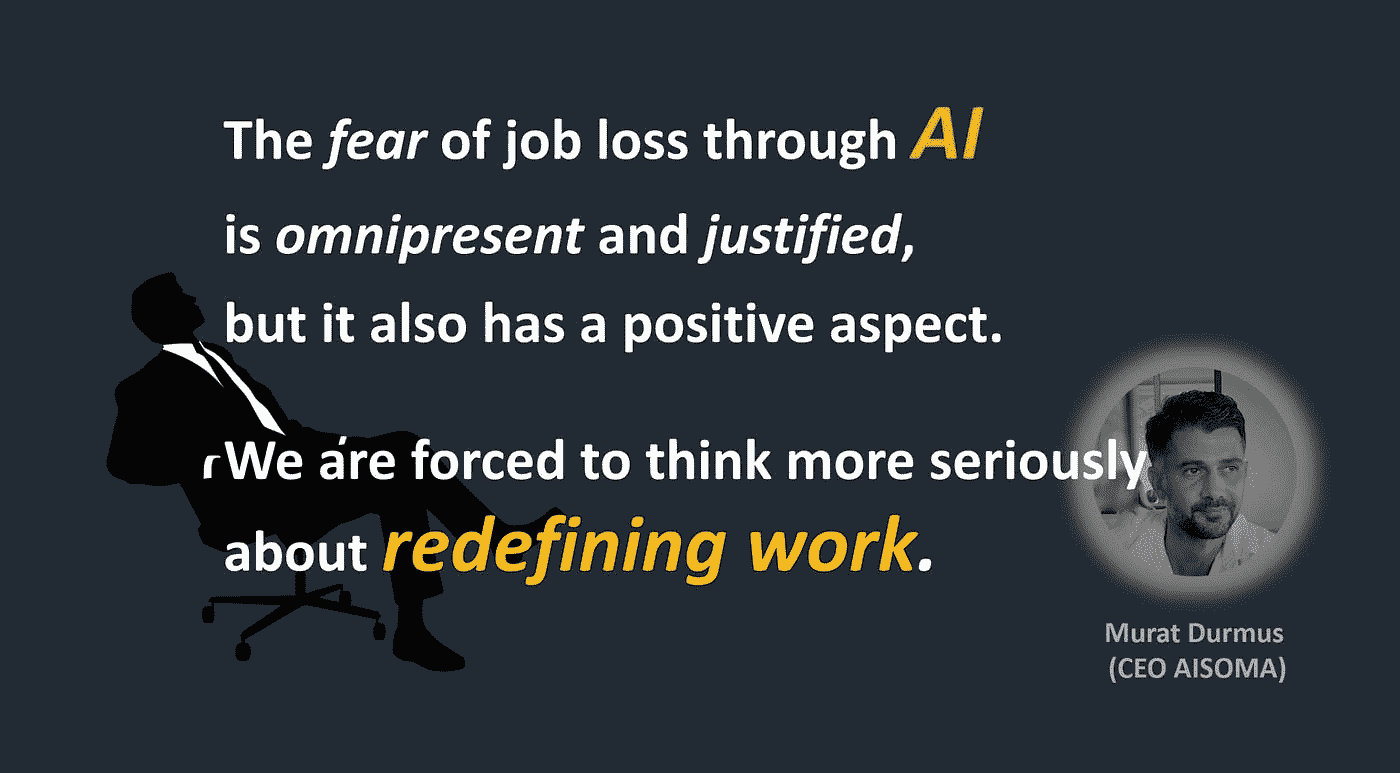 The fear of job loss through AI
is omnipresent and justified,
but it also has a positive aspect.
We are forced to think more seriously
about redefining work.
Murat Durmus
(CEO AISOMA)